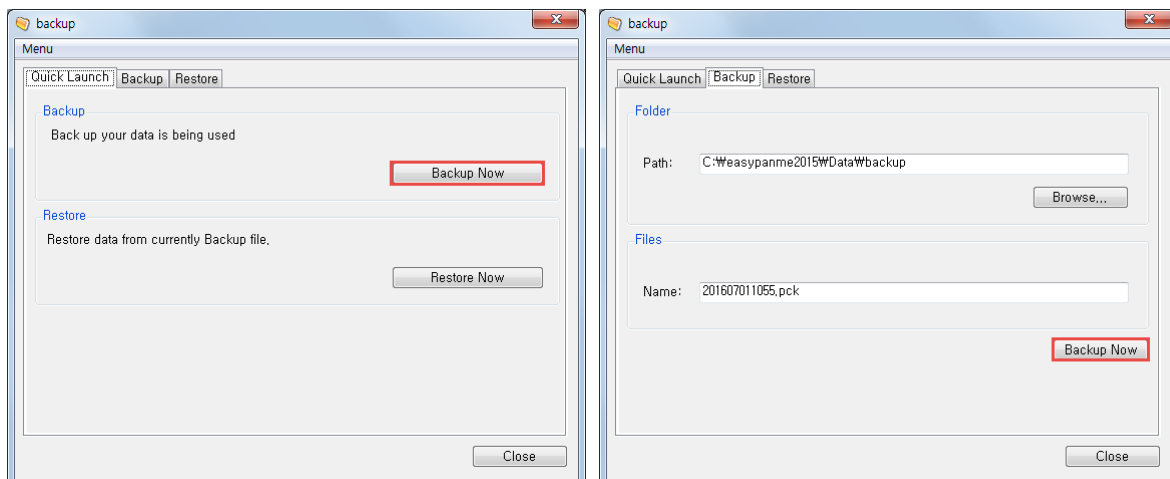 backup
Menu
Quick Launch Backup Restore
Backup
Back up your data is being used
Backup Now
Restore
Restore data from currently Backup file,
Restore Now
Close
backup
Menu
Quick Launch Backup Restore
Folder
Path: C:₩easypanme2015₩Data₩backup
Browse,,,
Files
Name: 201607011055,pck
Backup Now
Close